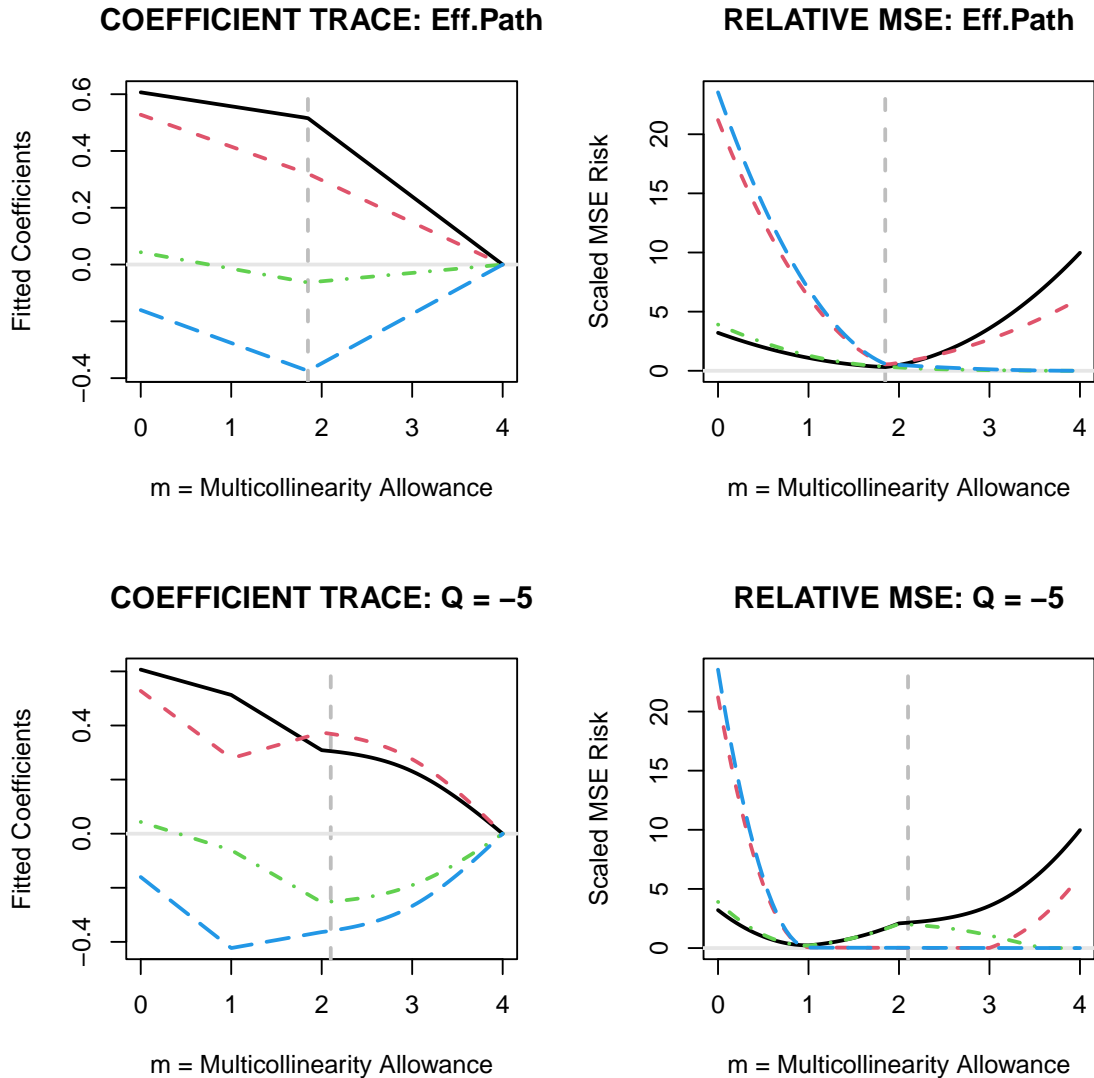 COEFFICIENT TRACE: Eff.Path
Fitted Coefficients
0.6
0.4
0.2
0.0
−0.4
0 1 2 3 4
m = Multicollinearity Allowance
RELATIVE MSE: Eff.Path
Scaled MSE Risk
20
15
10
5
0
0 1 2 3 4
m = Multicollinearity Allowance
COEFFICIENT TRACE: Q = −5
Fitted Coefficients
0.4
0.0
−0.4
0 1 2 3 4
m = Multicollinearity Allowance
RELATIVE MSE: Q = −5
Scaled MSE Risk
20
15
10
5
0
0 1 2 3 4
m = Multicollinearity Allowance